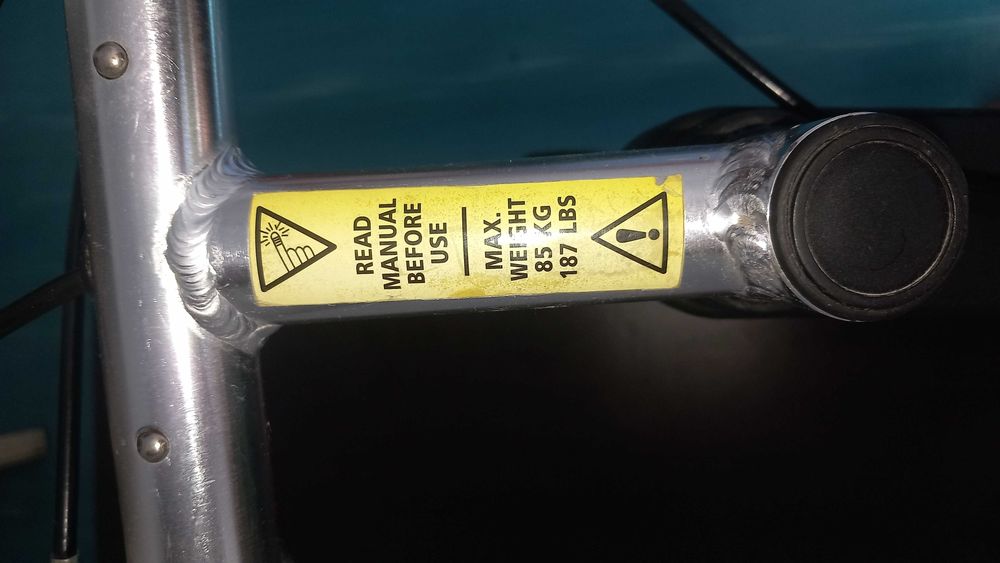 READ
MANUAL
BEFORE
USE
MAX.
WEIGHT
85 KG
187 LBS